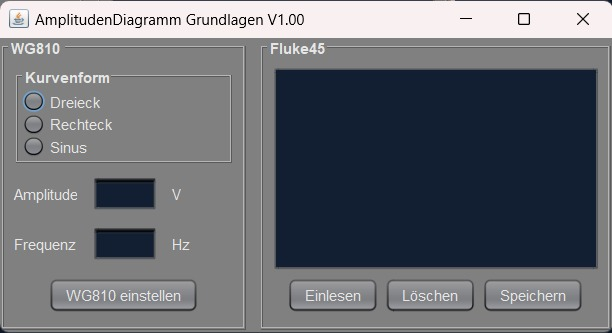 AmplitudenDiagramm Grundlagen V1.00
WG810
Kurvenform
Dreieck
Rechteck
Sinus
Amplitude V
Frequenz Hz
WG810 einstellen
Fluke45
Einlesen Löschen Speichern